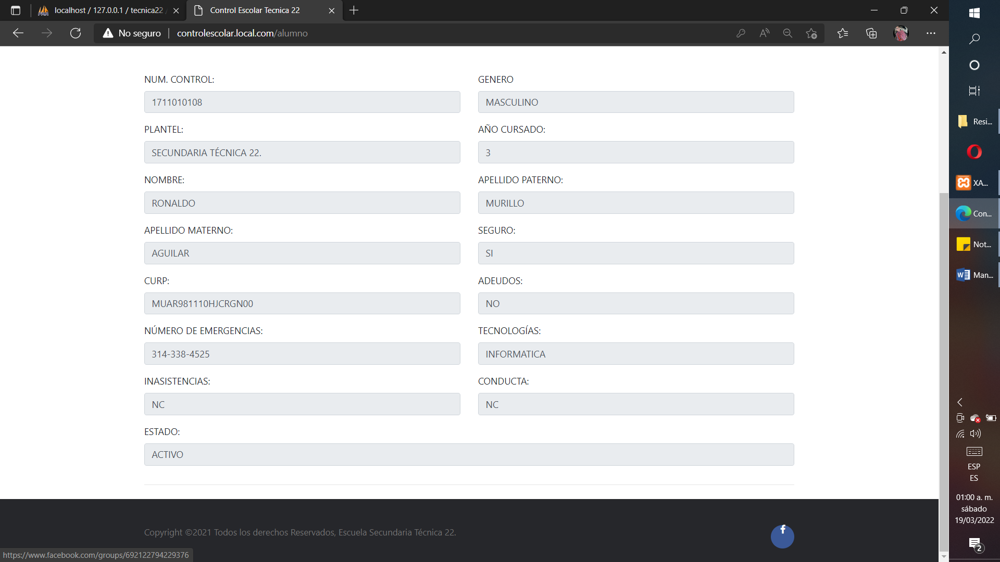 localhost / 127.0.0.1 / tecnica22
Control Escolar Tecnica 22
No seguro
controlescolar.local.com/alumno
NUM. CONTROL:
GENERO
1711010108
MASCULINO
PLANTEL:
AÑO CURSADO:
SECUNDARIA TÉCNICA 22.
3
NOMBRE:
APELLIDO PATERNO:
RONALDO
MURILLO
APELLIDO MATERNO:
SEGURO:
AGUILAR
SI
CURP:
ADEUDOS:
MUAR981110HJCRGN00
NO
NÚMERO DE EMERGENCIAS:
TECNOLOGÍAS:
314-338-4525
INFORMATICA
INASISTENCIAS:
CONDUCTA:
NC
NC
ESTADO:
ACTIVO
Copyright ©2021 Todos los derechos Reservados, Escuela Secundaria Técnica 22.
https://www.facebook.com/groups/692122794229376
Resi...
XA...
Con...
Not...
Man...
ESP
ES
01:00 a. m.
sábado
19/03/2022
2